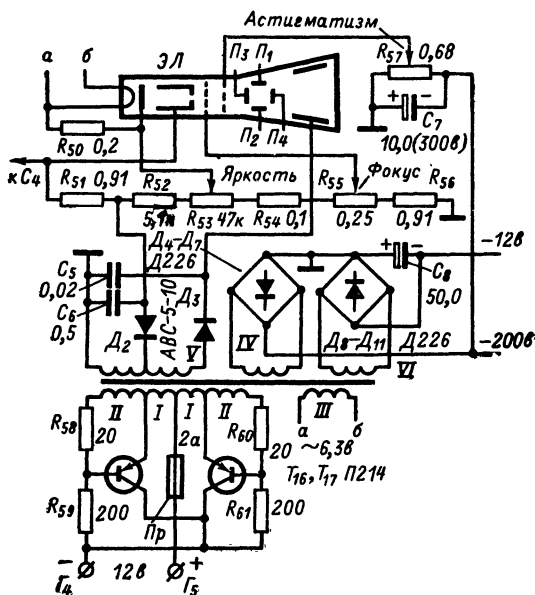 Астигматизм
а б ЭЛ П3 П1 R57 0,68
П2 П4 + − C7
10,0(300в)
R50 0,2
кС4
R51 0,91 R52 Яркость R55 Фокус R56
5,1к R53 47к R54 0,1 0,25 0,91
Д4–Д7 Д226
+ − −12в
C5 0,02
C6 0,5
АВС-5-10
Д3
C8 50,0
Д2 V IV Д8–Д11 Д226 −200в
VI
II I I II III
R58 20
2а
R60 20
а б
~6,3в
T16, T17 П214
R59 200
Пр
R61 200
− 12в +
Г4 Г5